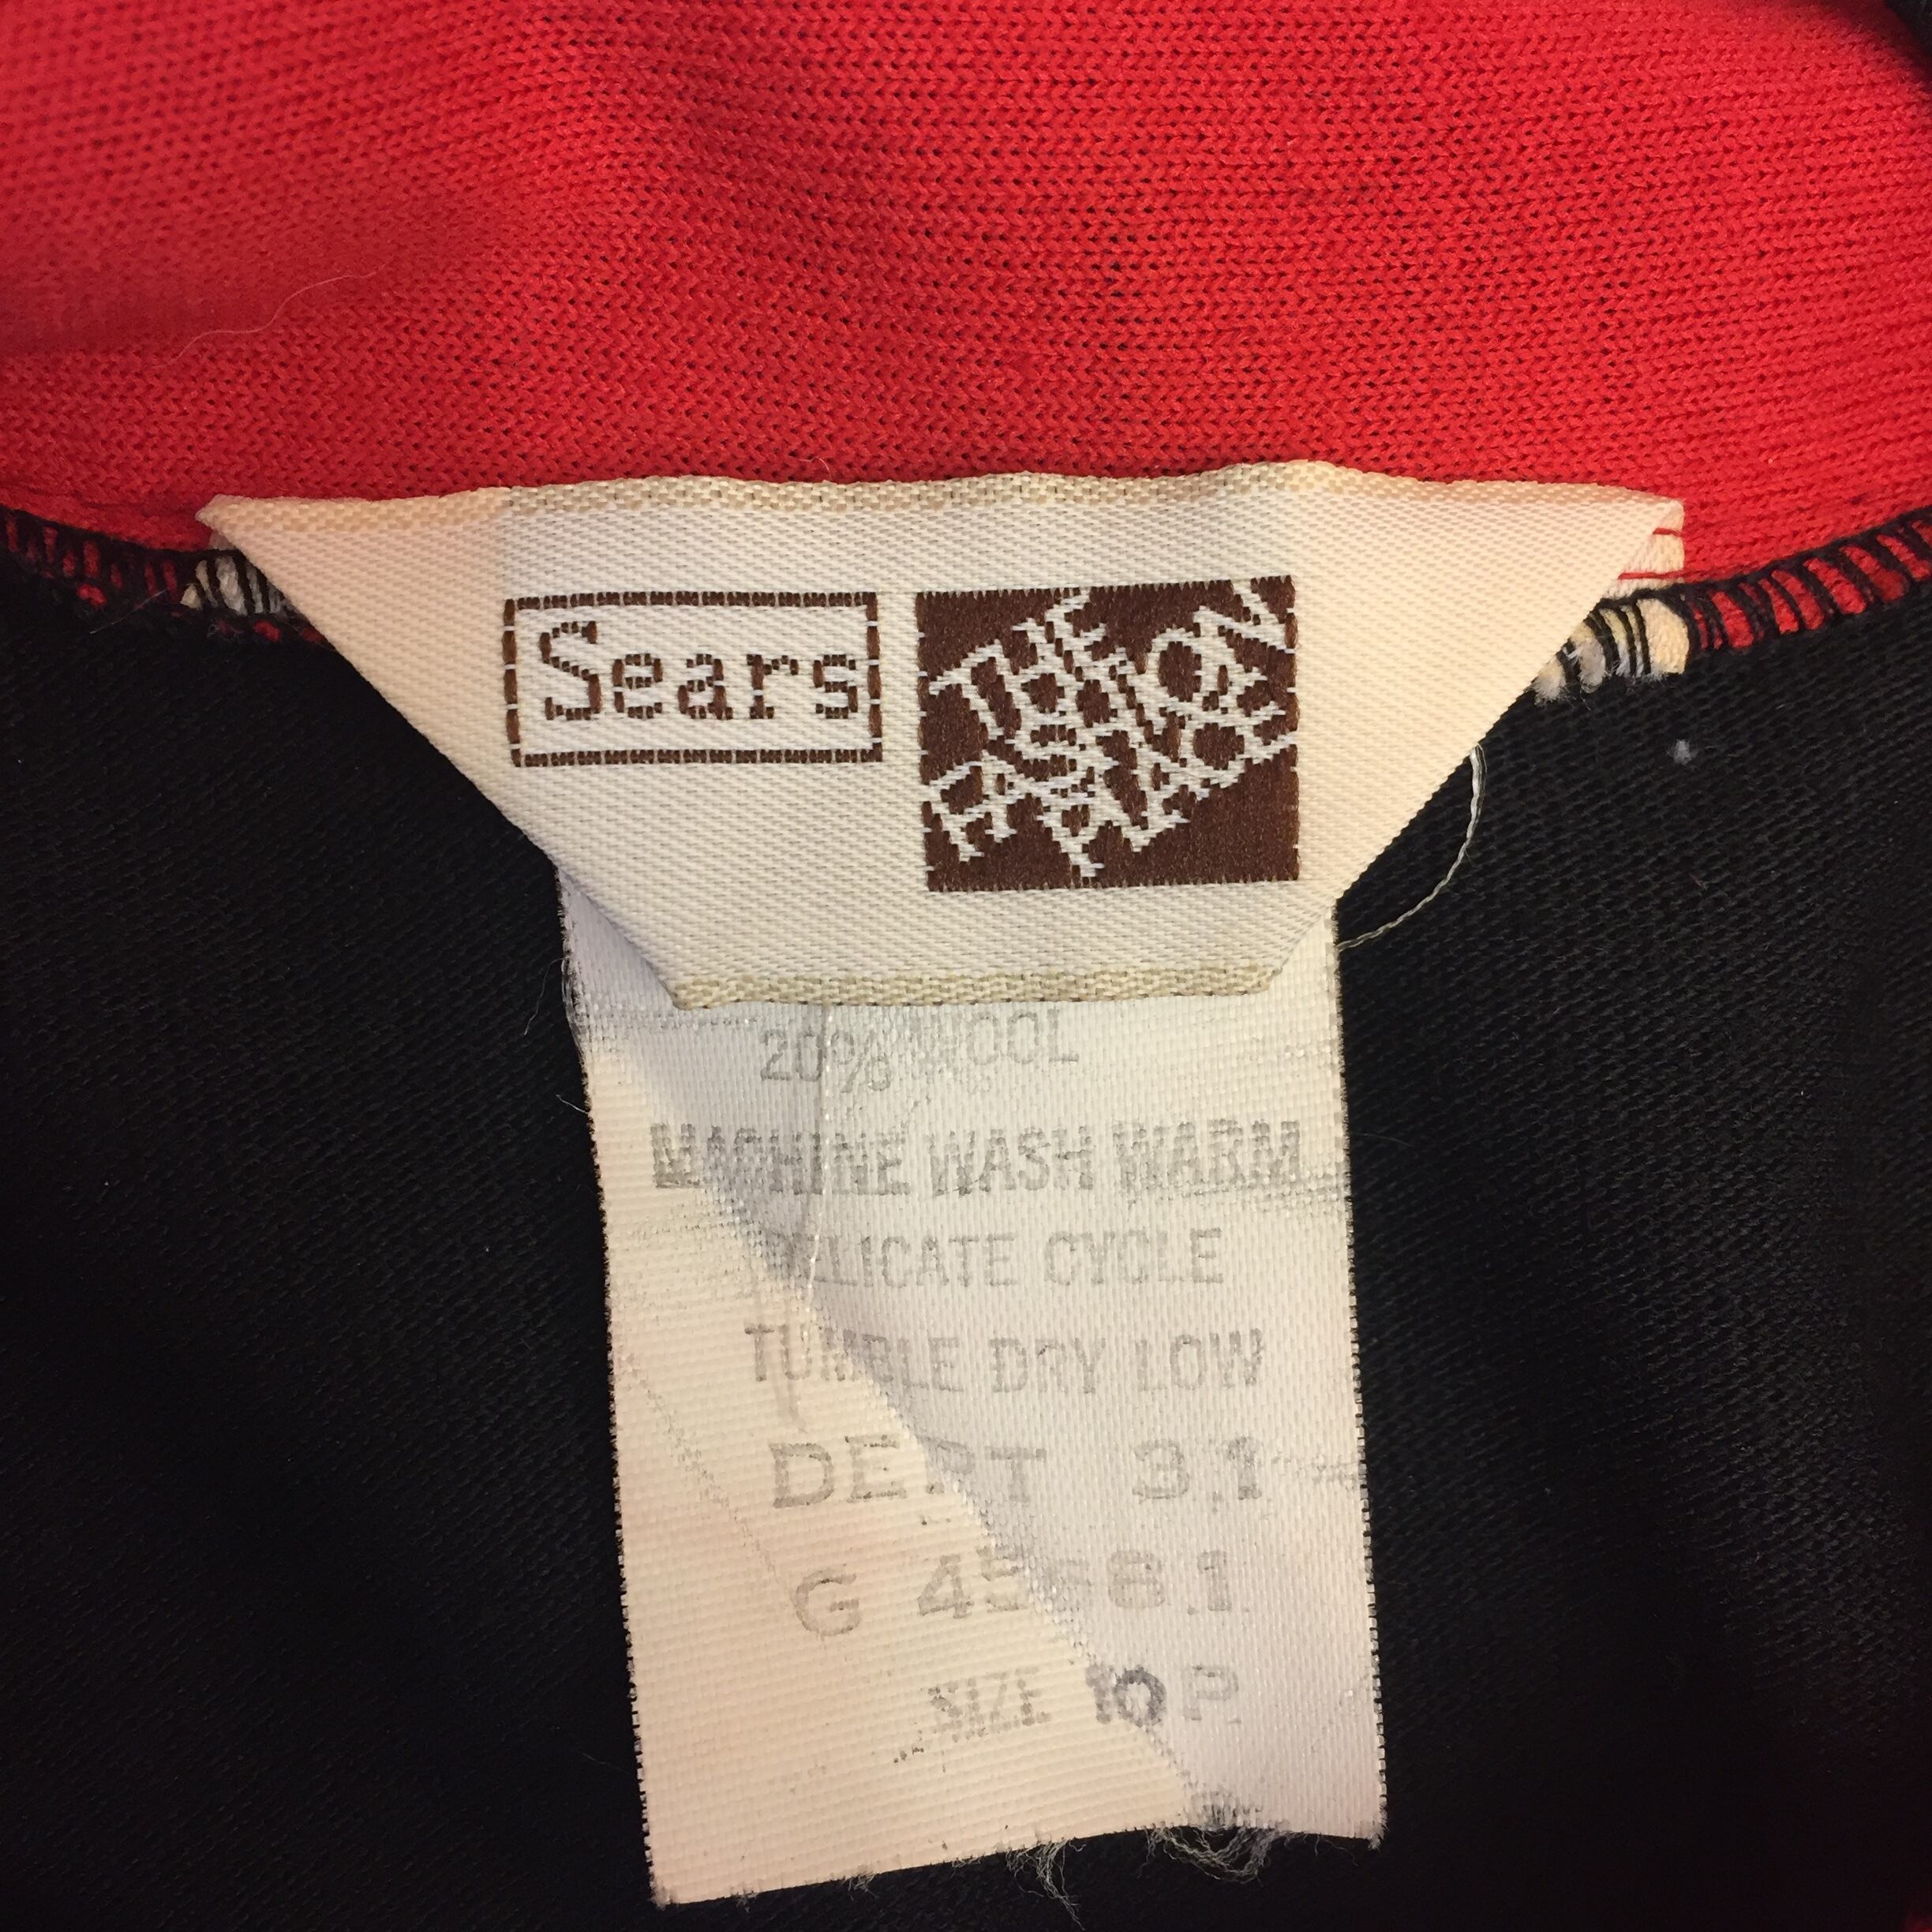 Sears
THE
FASHION
PLACE
20% WOOL
MACHINE WASH WARM
DELICATE CYCLE
TUMBLE DRY LOW
DEPT 31
G
SIZE 10P